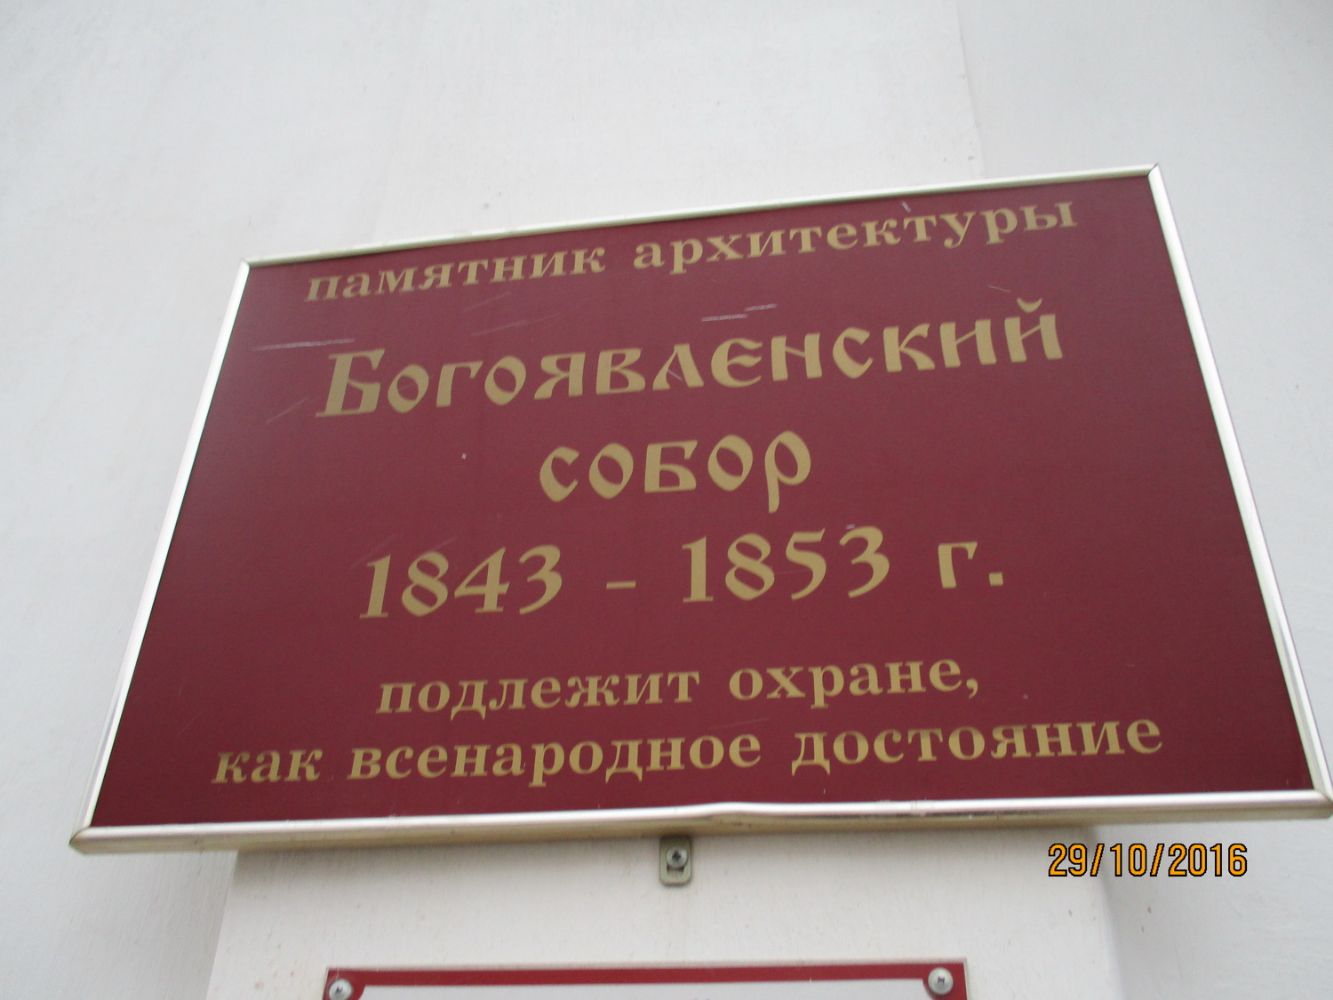 памятник архитектуры
Богоявленский
собор
1843 - 1853 г.
подлежит охране,
как всенародное достояние
29/10/2016